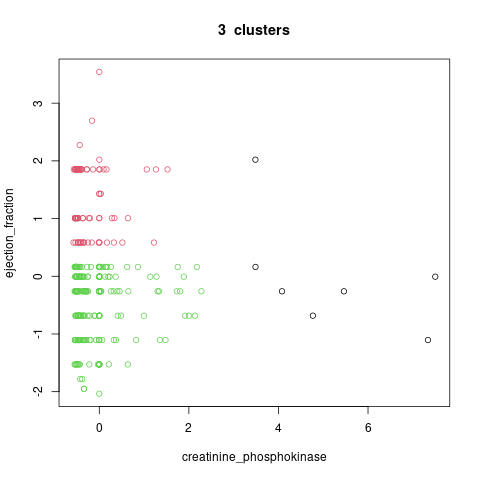 3 clusters
ejection_fraction
3
2
1
0
-1
-2
0 2 4 6
creatinine_phosphokinase